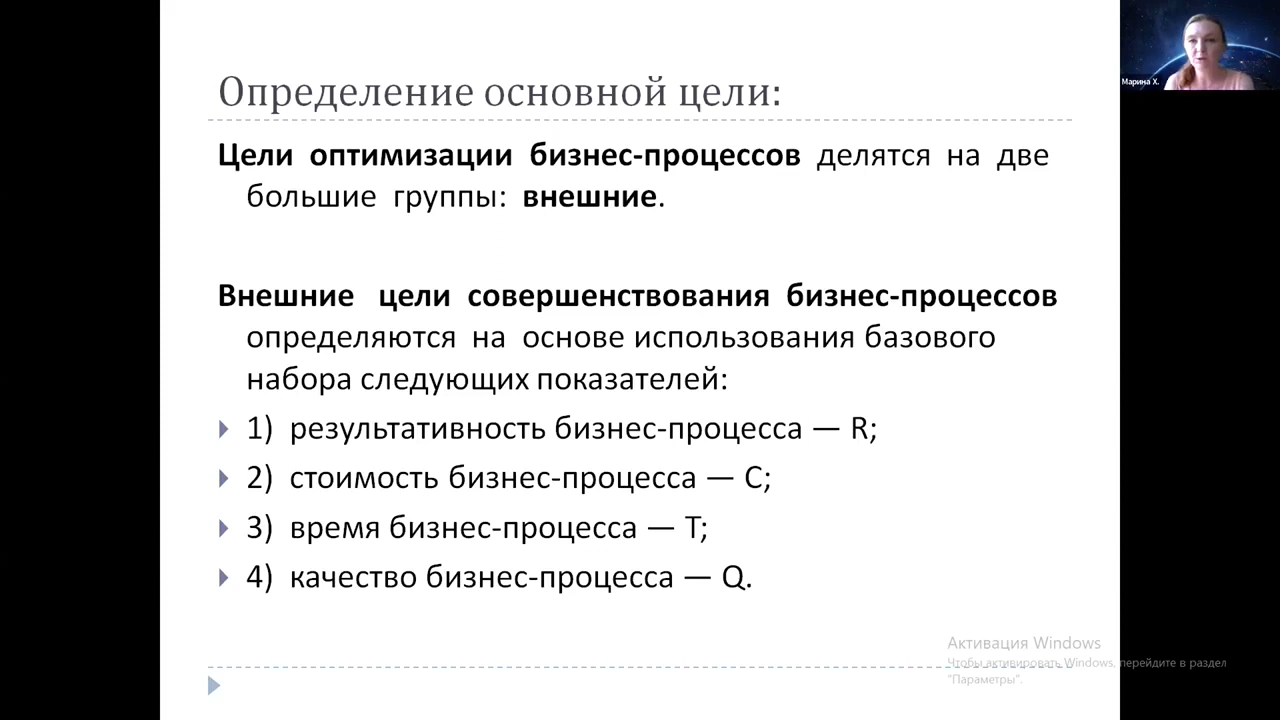 Определение основной цели:
Цели оптимизации бизнес-процессов делятся на две
большие группы: внешние.
Внешние цели совершенствования бизнес-процессов
определяются на основе использования базового
набора следующих показателей:
1) результативность бизнес-процесса — R;
2) стоимость бизнес-процесса — C;
3) время бизнес-процесса — T;
4) качество бизнес-процесса — Q.
Марина Х.
Активация Windows
Чтобы активировать Windows, перейдите в раздел
"Параметры".